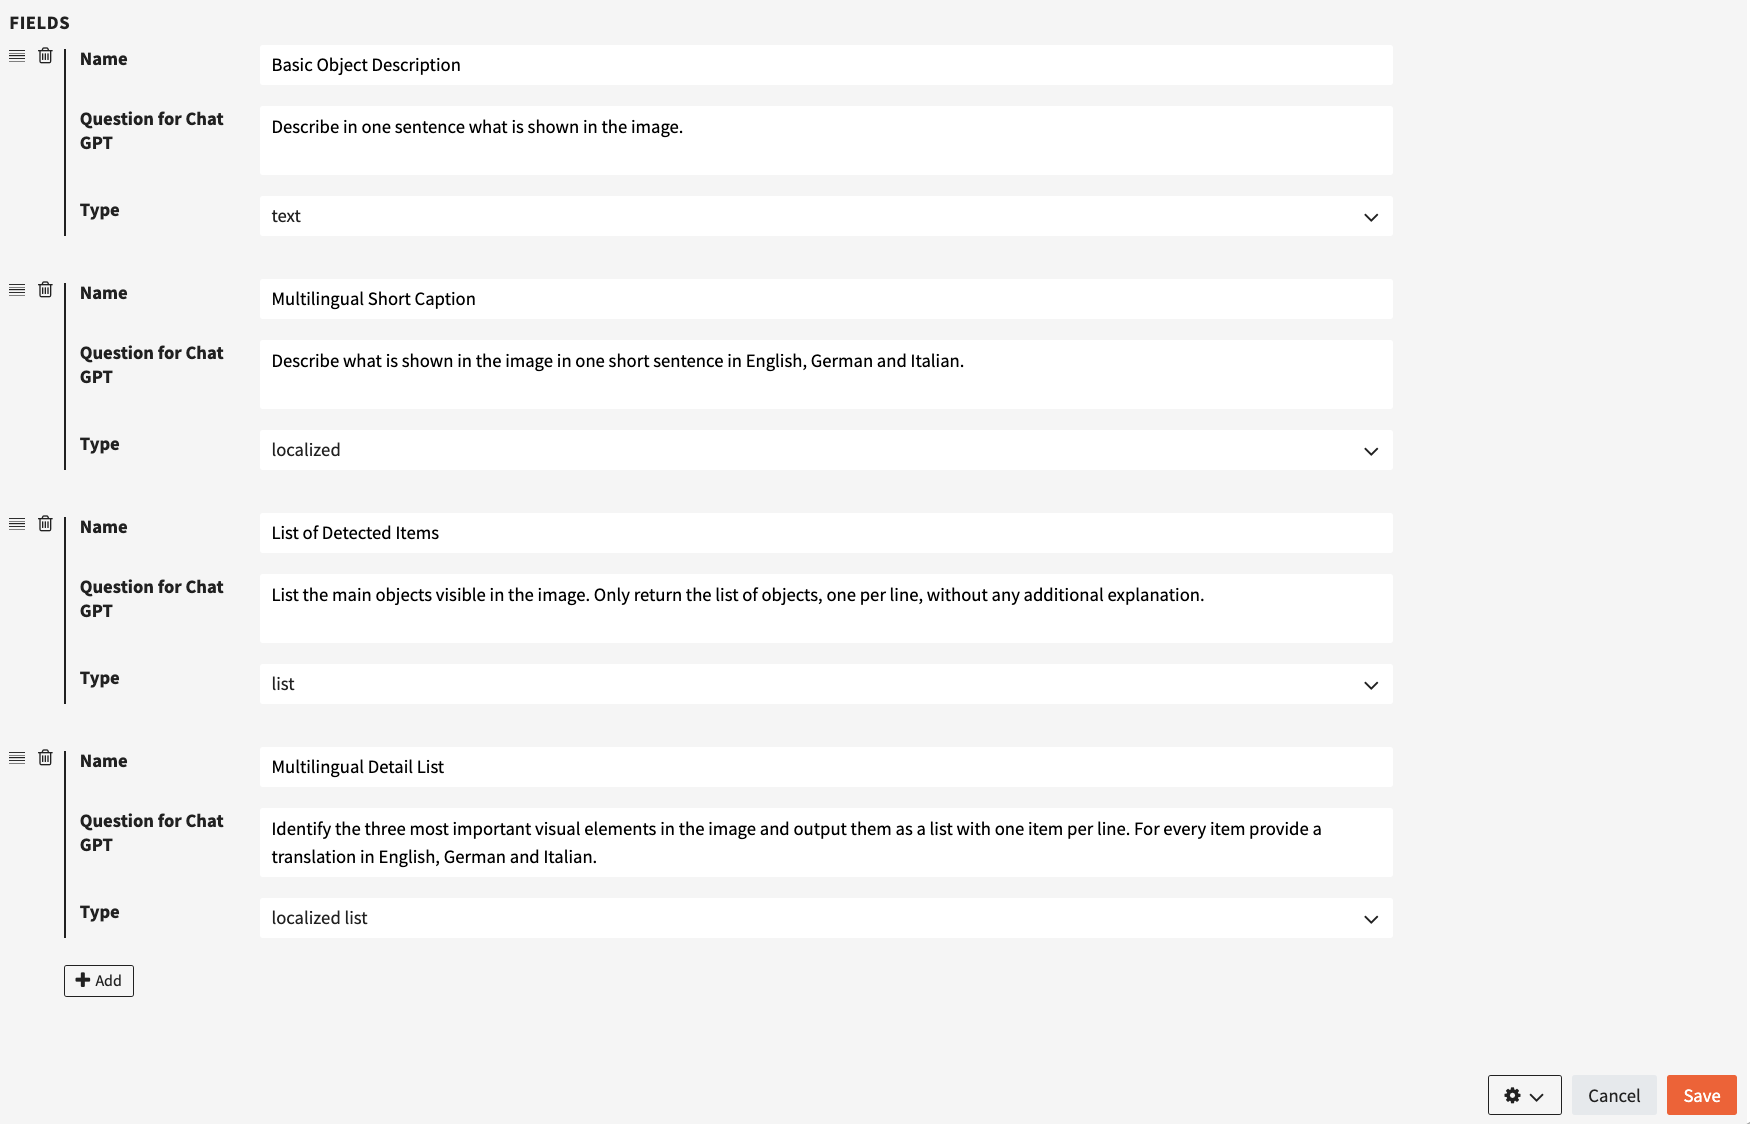 FIELDS
Name
Basic Object Description
Question for Chat
GPT
Describe in one sentence what is shown in the image.
Type
text
Name
Multilingual Short Caption
Question for Chat
GPT
Describe what is shown in the image in one short sentence in English, German and Italian.
Type
localized
Name
List of Detected Items
Question for Chat
GPT
List the main objects visible in the image. Only return the list of objects, one per line, without any additional explanation.
Type
list
Name
Multilingual Detail List
Question for Chat
GPT
Identify the three most important visual elements in the image and output them as a list with one item per line. For every item provide a
translation in English, German and Italian.
Type
localized list
Add
Cancel
Save